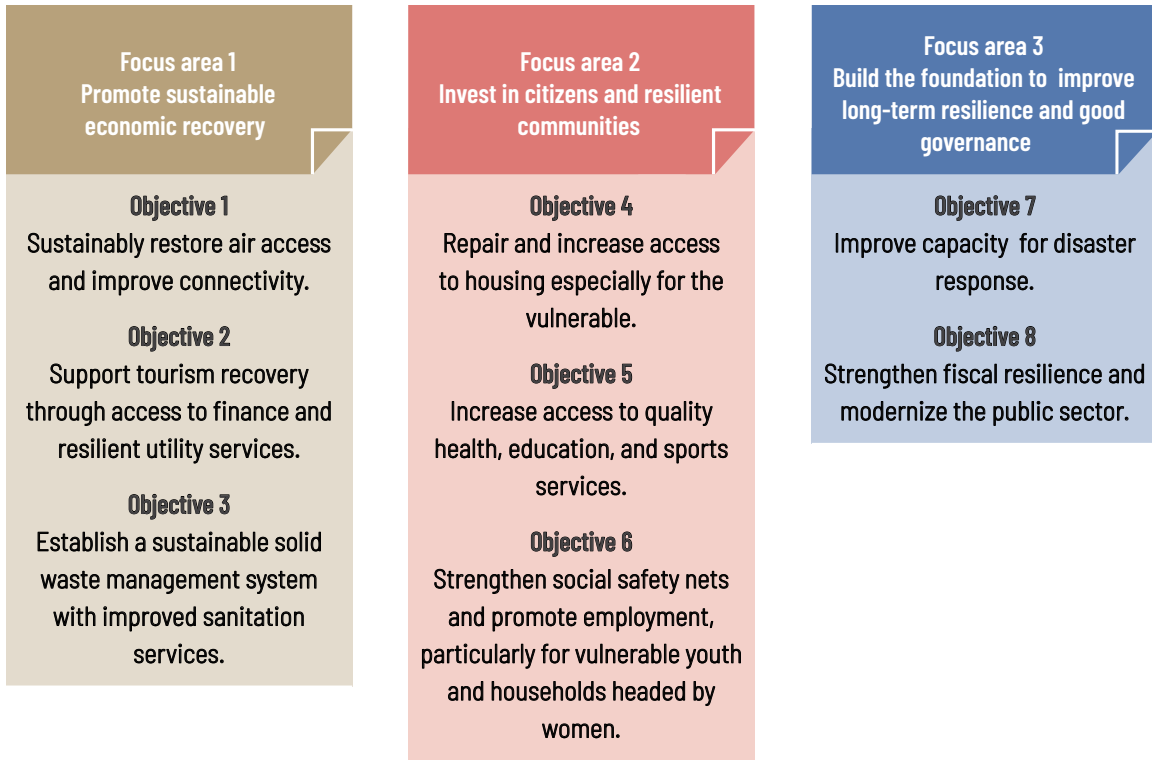 Focus area 1
Promote sustainable
economic recovery
Objective 1
Sustainably restore air access
and improve connectivity.
Objective 2
Support tourism recovery
through access to finance and
resilient utility services.
Objective 3
Establish a sustainable solid
waste management system
with improved sanitation
services.
Focus area 2
Invest in citizens and resilient
communities
Objective 4
Repair and increase access
to housing especially for the
vulnerable.
Objective 5
Increase access to quality
health, education, and sports
services.
Objective 6
Strengthen social safety nets
and promote employment,
particularly for vulnerable youth
and households headed by
women.
Focus area 3
Build the foundation to improve
long-term resilience and good
governance
Objective 7
Improve capacity for disaster
response.
Objective 8
Strengthen fiscal resilience and
modernize the public sector.